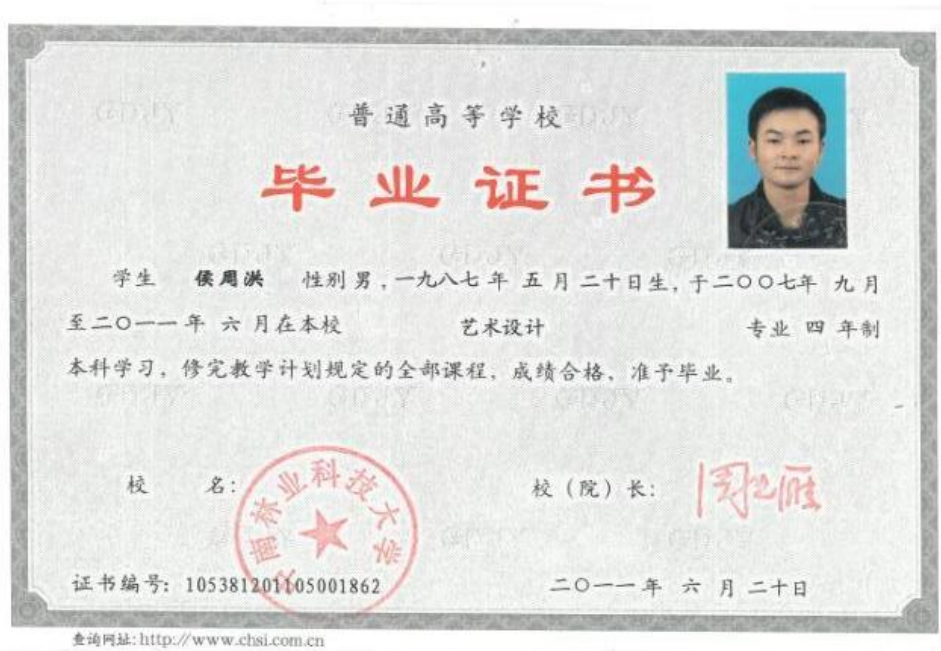 普通高等学校
毕业证书
学生 侯周洪 性别 男，一九八七年 五 月 二十日生，于二〇〇七年 九 月
至二〇一一年 六 月在本校 艺术设计 专业 四 年制
本科学习，修完教学计划规定的全部课程，成绩合格，准予毕业。
校 名：
中南林业科技大学
校（院）长：
周先雁
证书编号：105381201105001862
二〇一一年 六 月 二十日
查询网址：http://www.chsi.com.cn